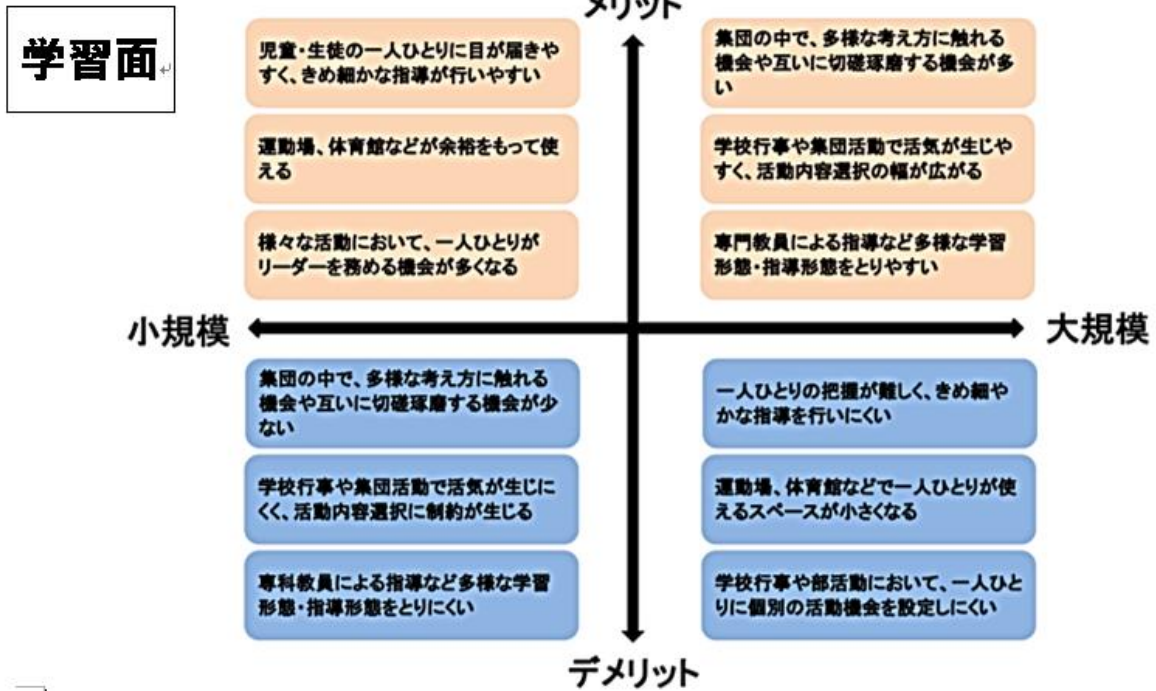 メリット
学習面
児童・生徒の一人ひとりに目が届きや
すく、きめ細かな指導が行いやすい
運動場、体育館などが余裕をもって使
える
様々な活動において、一人ひとりが
リーダーを務める機会が多くなる
集団の中で、多様な考え方に触れる
機会や互いに切磋琢磨する機会が多
い
学校行事や集団活動で活気が生じや
すく、活動内容選択の幅が広がる
専門教員による指導など多様な学習
形態・指導形態をとりやすい
小規模
大規模
集団の中で、多様な考え方に触れる
機会や互いに切磋琢磨する機会が少
ない
学校行事や集団活動で活気が生じに
くく、活動内容選択に制約が生じる
専科教員による指導など多様な学習
形態・指導形態をとりにくい
一人ひとりの把握が難しく、きめ細や
かな指導を行いにくい
運動場、体育館などで一人ひとりが使
えるスペースが小さくなる
学校行事や部活動において、一人ひと
りに個別の活動機会を設定しにくい
デメリット